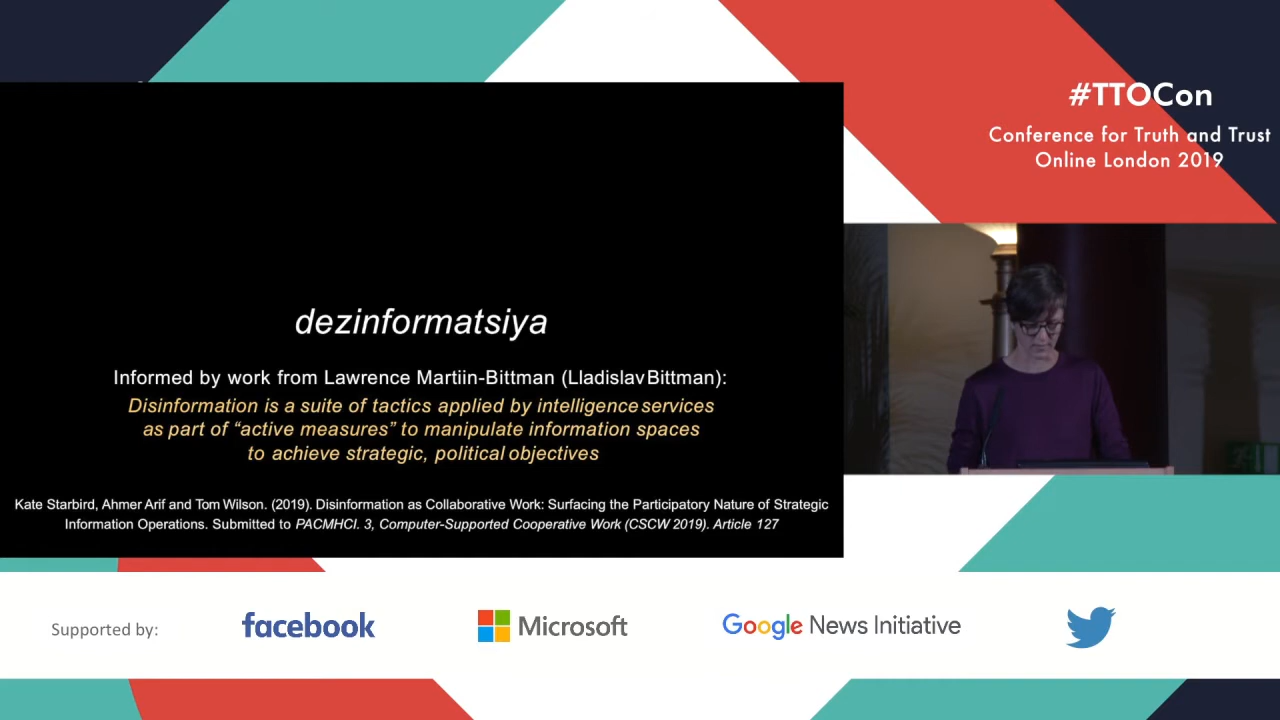 #TTOCon
Conference for Truth and Trust
Online London 2019
dezinformatsiya
Informed by work from Lawrence Martiin-Bittman (Lladislav Bittman):
Disinformation is a suite of tactics applied by intelligence services
as part of “active measures” to manipulate information spaces
to achieve strategic, political objectives
Kate Starbird, Ahmer Arif and Tom Wilson. (2019). Disinformation as Collaborative Work: Surfacing the Participatory Nature of Strategic
Information Operations. Submitted to PACMHCI. 3, Computer-Supported Cooperative Work (CSCW 2019). Article 127
Supported by:
facebook
Microsoft
Google News Initiative